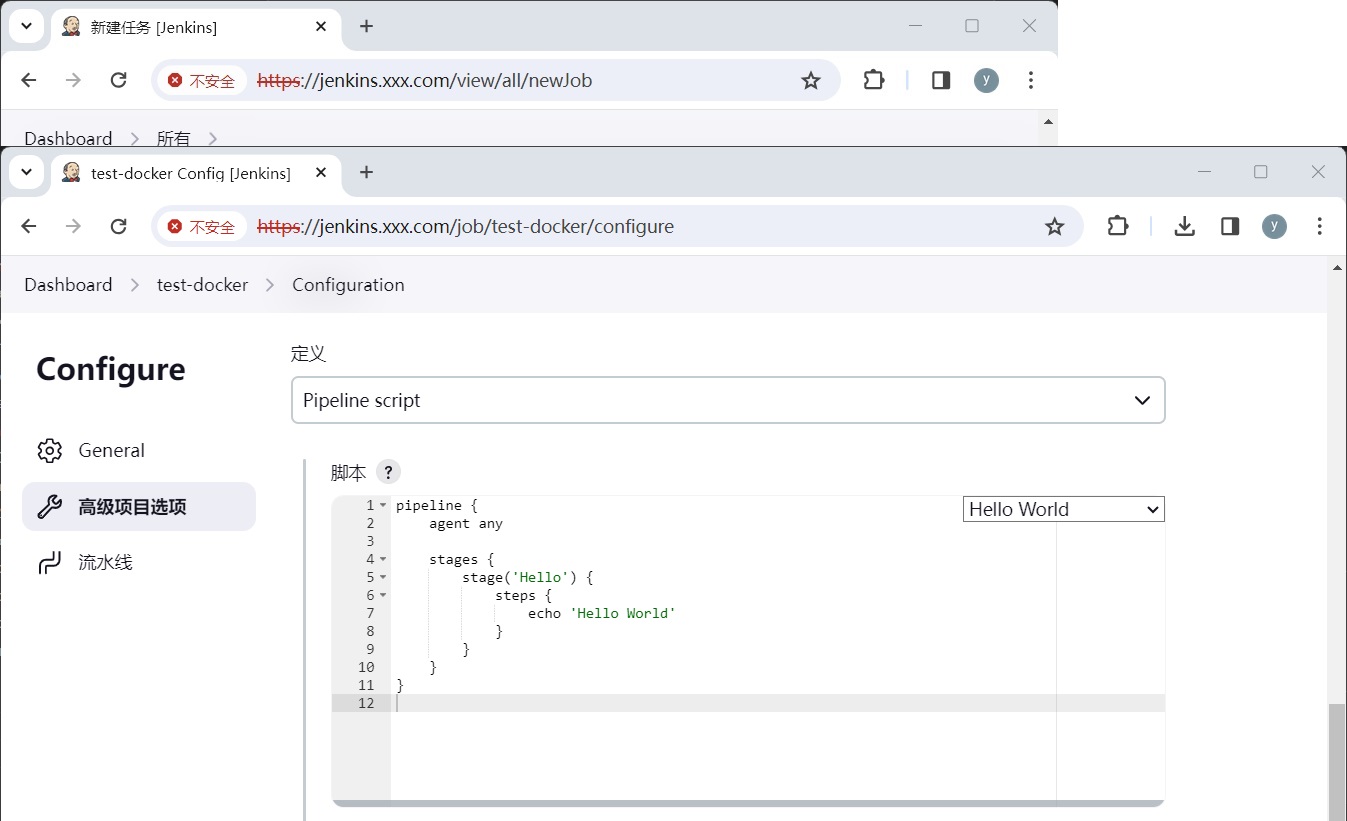 新建任务 [Jenkins]
不安全 https://jenkins.xxx.com/view/all/newJob
y
Dashboard 所有
test-docker Config [Jenkins]
不安全 https://jenkins.xxx.com/job/test-docker/configure
y
Dashboard test-docker Configuration
Configure
General
高级项目选项
流水线
定义
Pipeline script
脚本 ?
Hello World
1 pipeline {
2     agent any
3
4     stages {
5         stage('Hello') {
6             steps {
7                 echo 'Hello World'
8             }
9         }
10     }
11 }
12